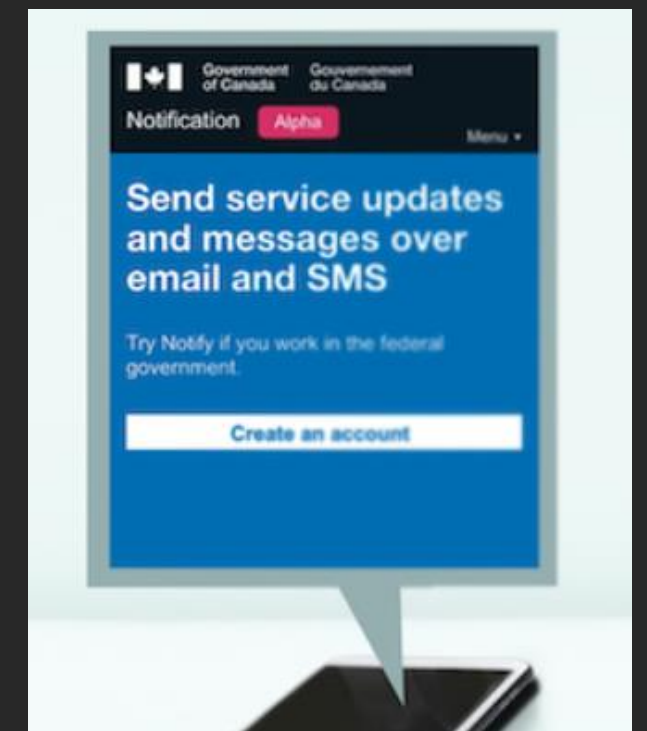 Government Gouvernement
of Canada du Canada
Notification Alpha
Menu
Send service updates
and messages over
email and SMS
Try Notify if you work in the federal
government.
Create an account